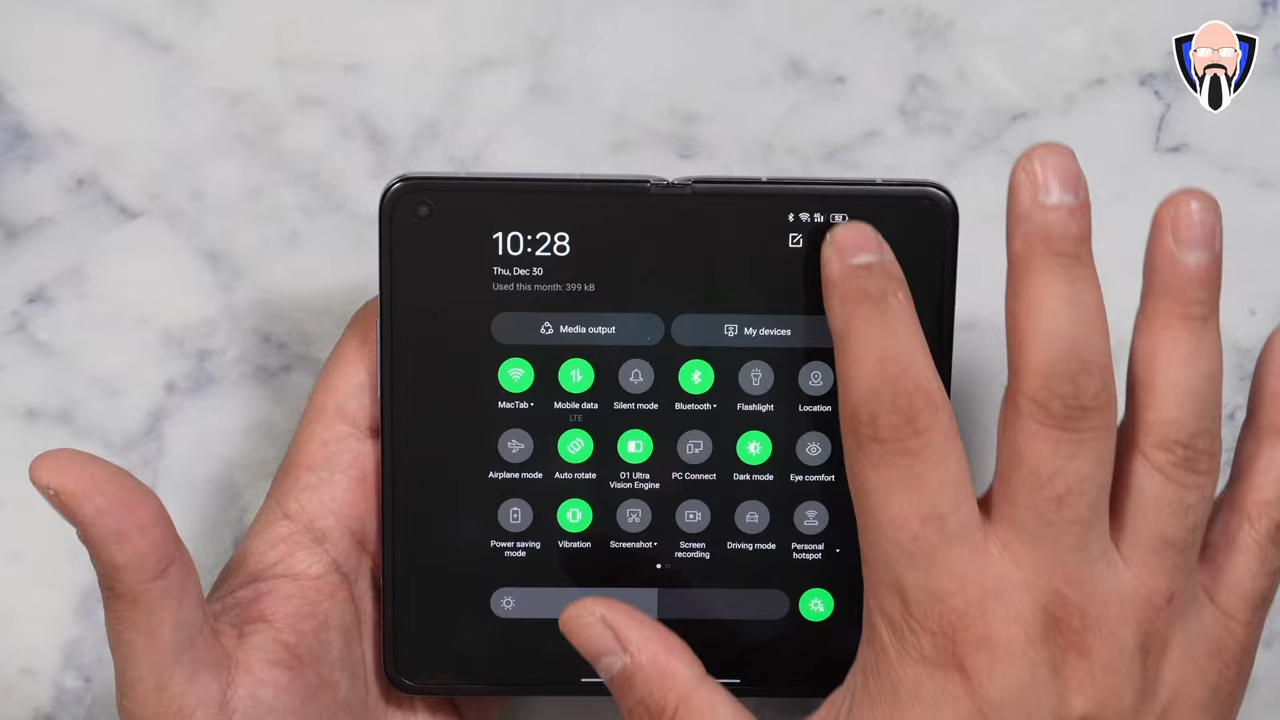 52
10:28
Thu, Dec 30
Used this month: 399 kB
Media output
My devices
MacTab
Mobile data
LTE
Silent mode
Bluetooth
Flashlight
Location
Airplane mode
Auto rotate
O1 Ultra
Vision Engine
PC Connect
Dark mode
Eye comfort
Power saving
mode
Vibration
Screenshot
Screen
recording
Driving mode
Personal
hotspot